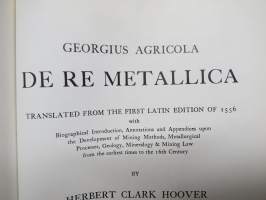 GEORGIUS AGRICOLA
DE RE METALLICA
TRANSLATED FROM THE FIRST LATIN EDITION OF 1556
with
Biographical Introduction, Annotations and Appendices upon
the Development of Mining Methods, Metallurgical
Processes, Geology, Mineralogy & Mining Law
from the earliest times to the 16th Century
BY
HERBERT CLARK HOOVER